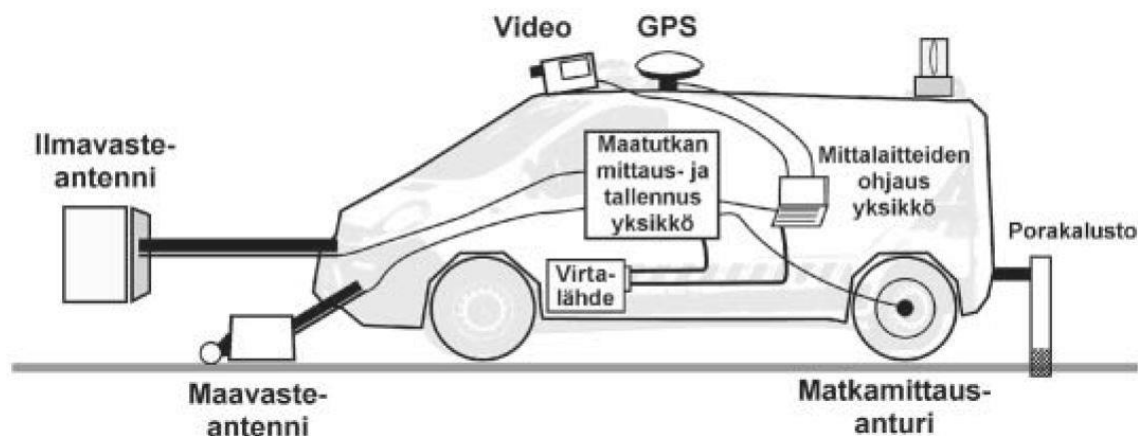 Video
GPS
Ilmavaste-
antenni
Maatutkan
mittaus- ja
tallennus
yksikkö
Mittalaitteiden
ohjaus
yksikkö
Porakalusto
Virta-
lähde
Maavaste-
antenni
Matkamittaus-
anturi